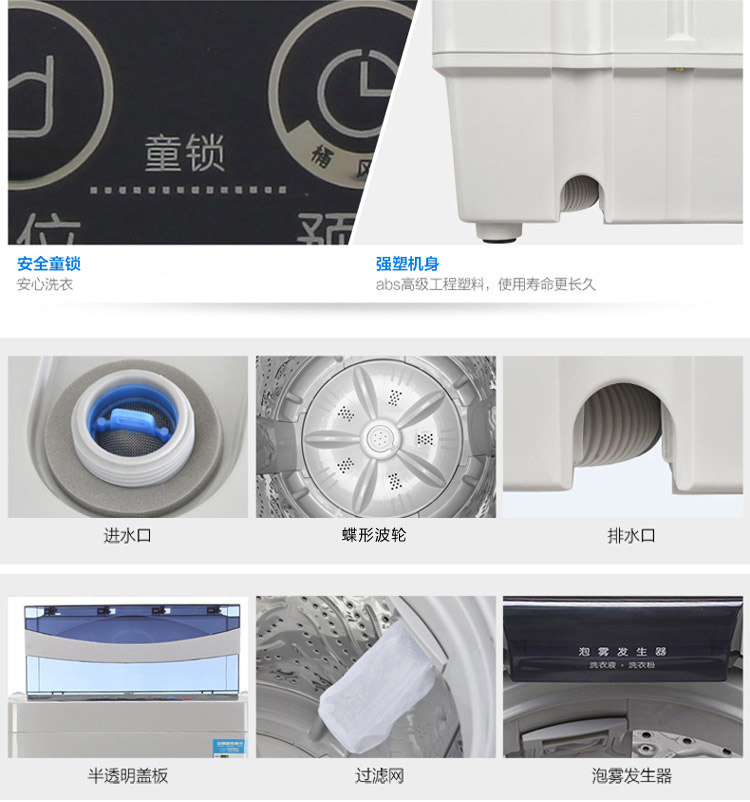 童锁
桶风
位 预
安全童锁
安心洗衣
强塑机身
abs高级工程塑料，使用寿命更长久
进水口
蝶形波轮
排水口
泡雾发生器
洗衣液·洗衣粉
半透明盖板
过滤网
泡雾发生器